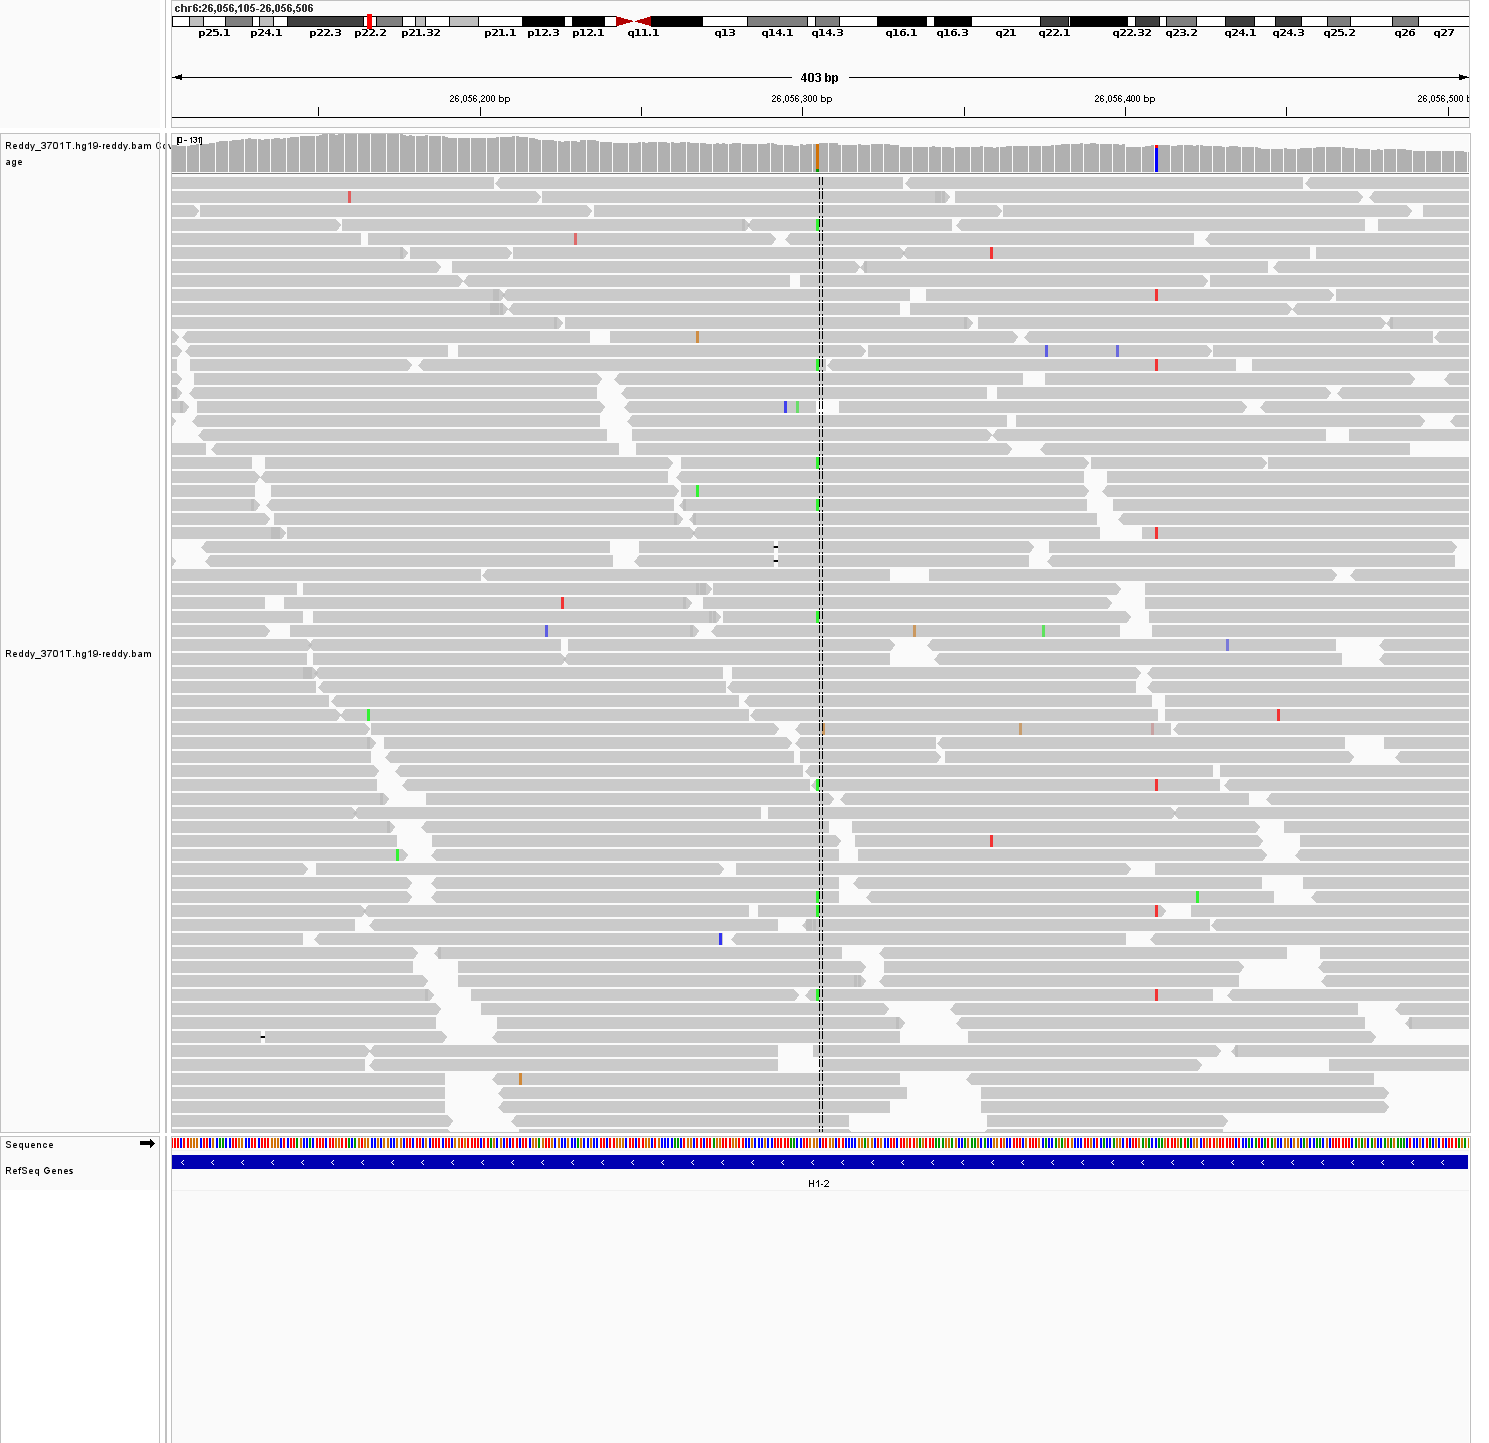 chr6:26,056,105-26,056,506
p25.1 p24.1 p22.3 p22.2 p21.32 p21.1 p12.3 p12.1 q11.1 q13 q14.1 q14.3 q16.1 q16.3 q21 q22.1 q22.32 q23.2 q24.1 q24.3 q25.2 q26 q27
403 bp
26,056,200 bp 26,056,300 bp 26,056,400 bp 26,056,500 b
[0 - 131]
Reddy_3701T.hg19-reddy.bam Cov
age
Reddy_3701T.hg19-reddy.bam
Sequence
RefSeq Genes
H1-2